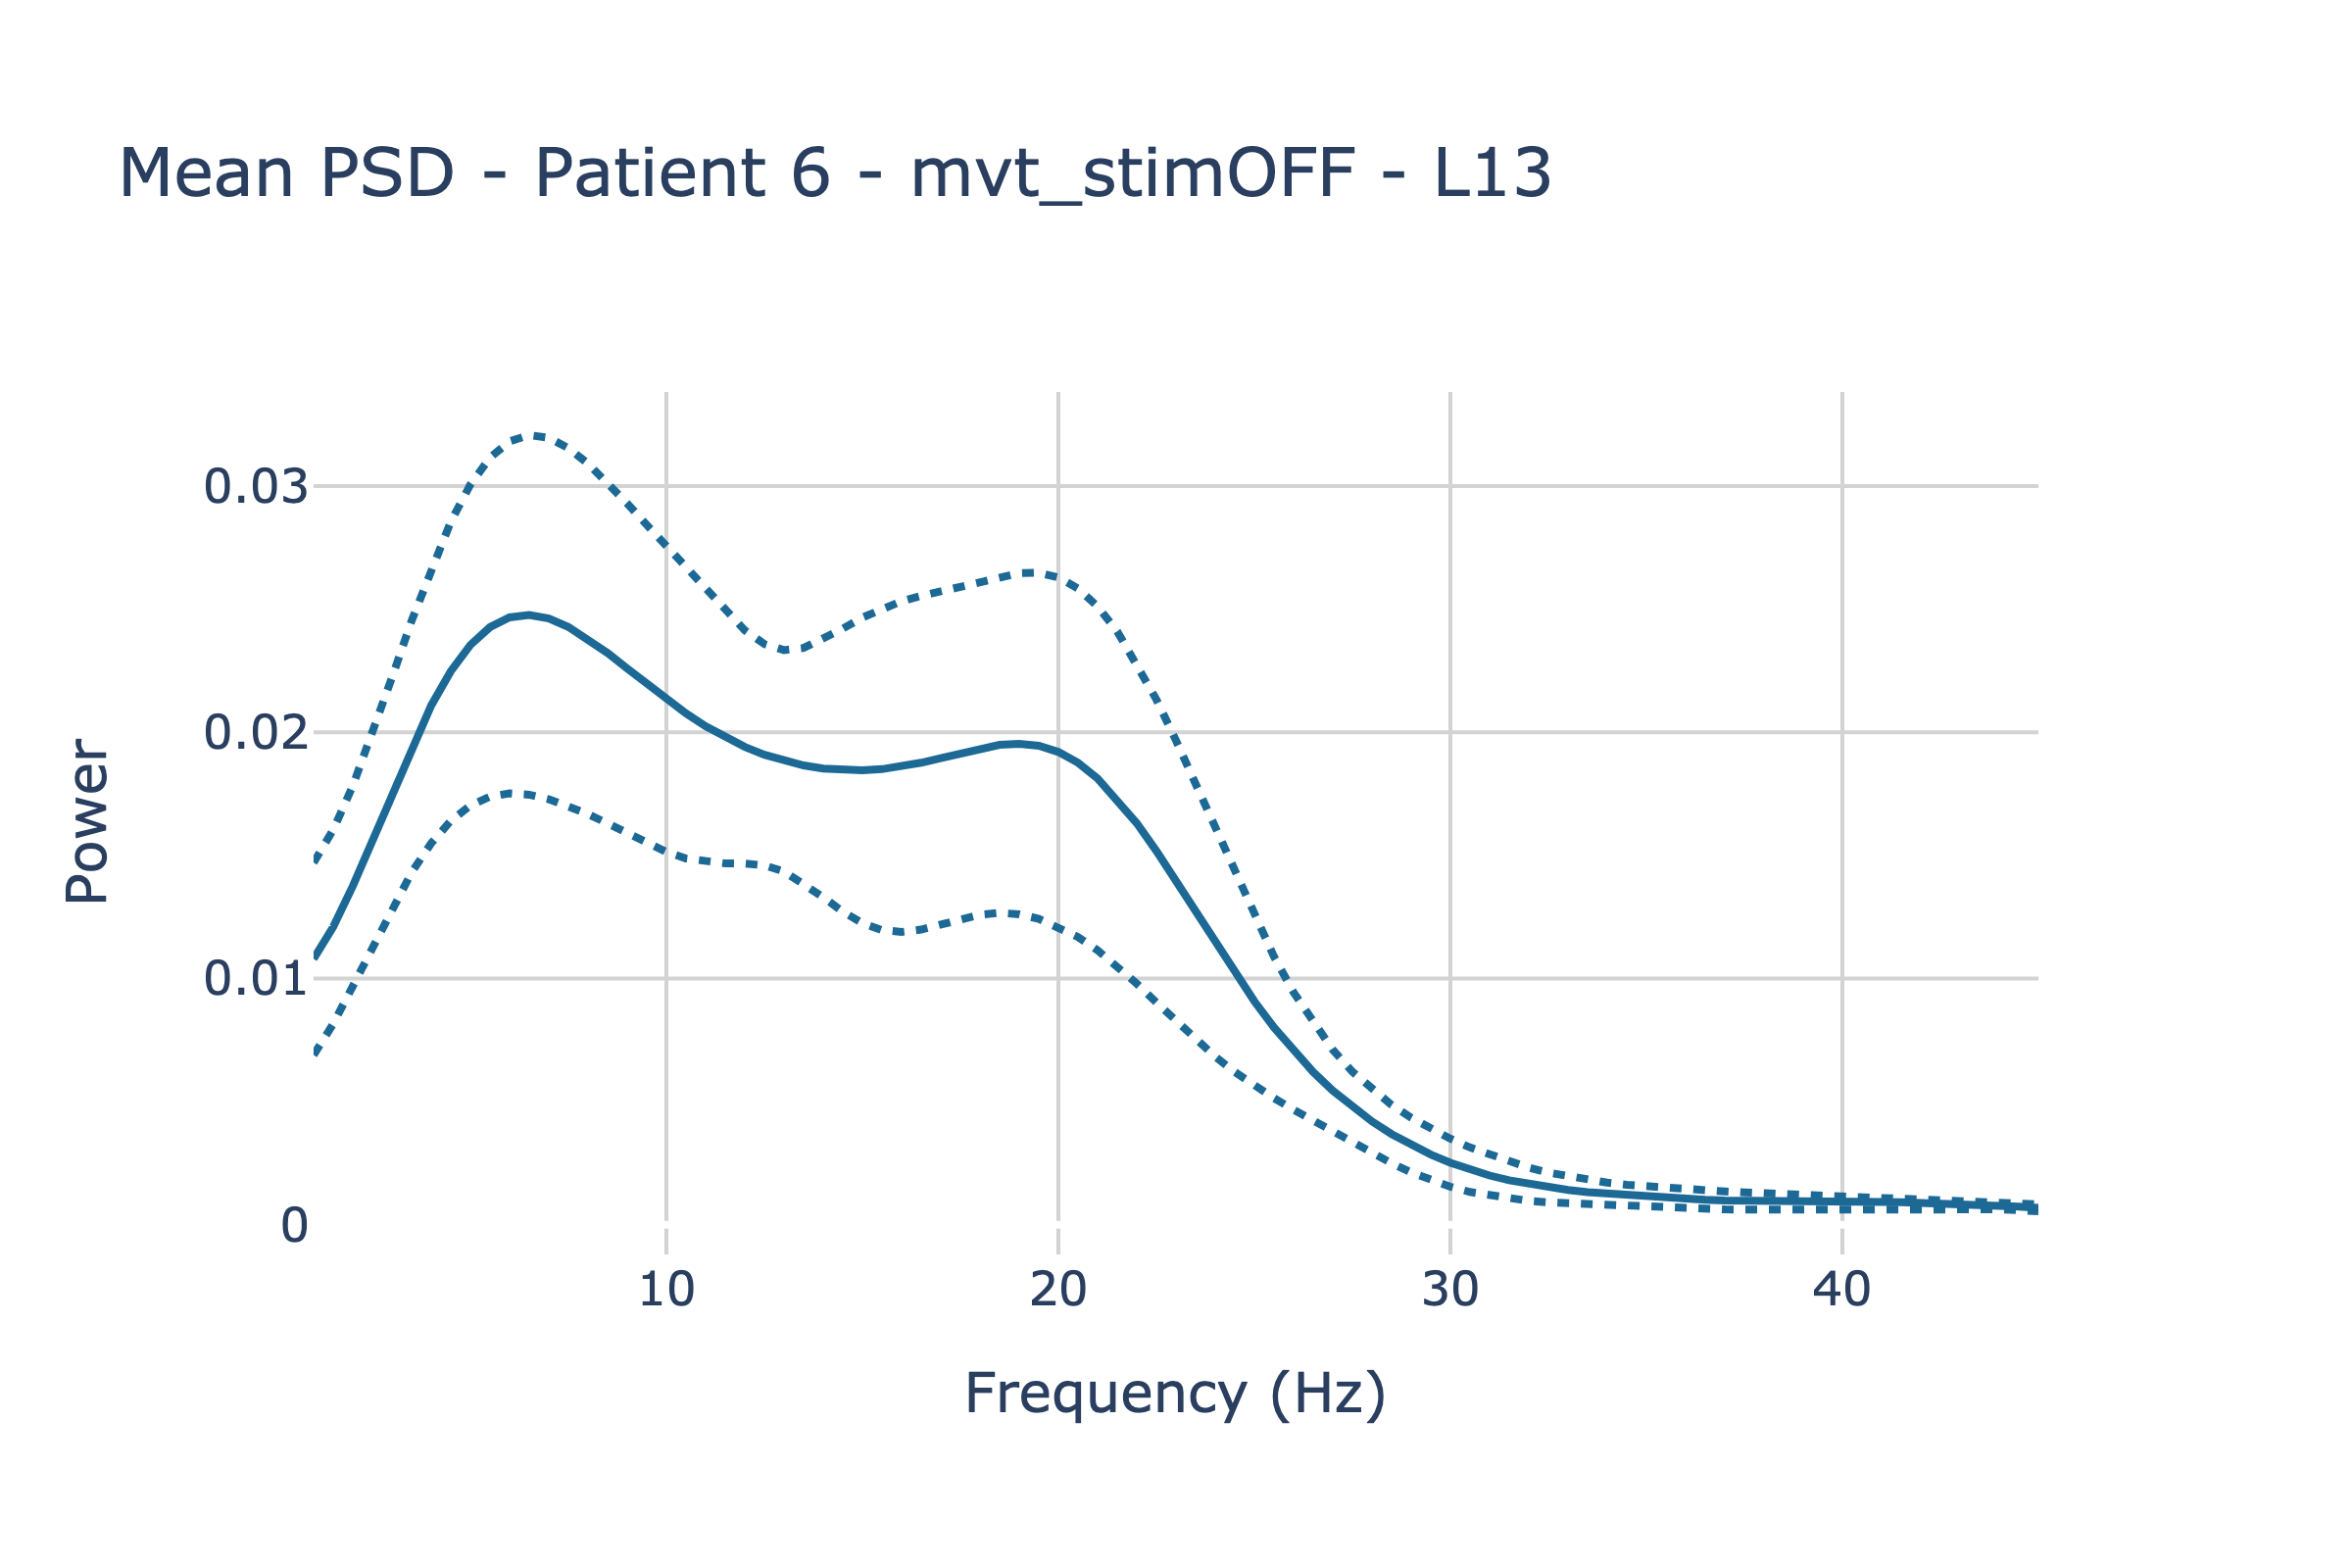 Mean PSD - Patient 6 - mvt_stimOFF - L13
0.03
0.02
0.01
0
Power
10 20 30 40
Frequency (Hz)